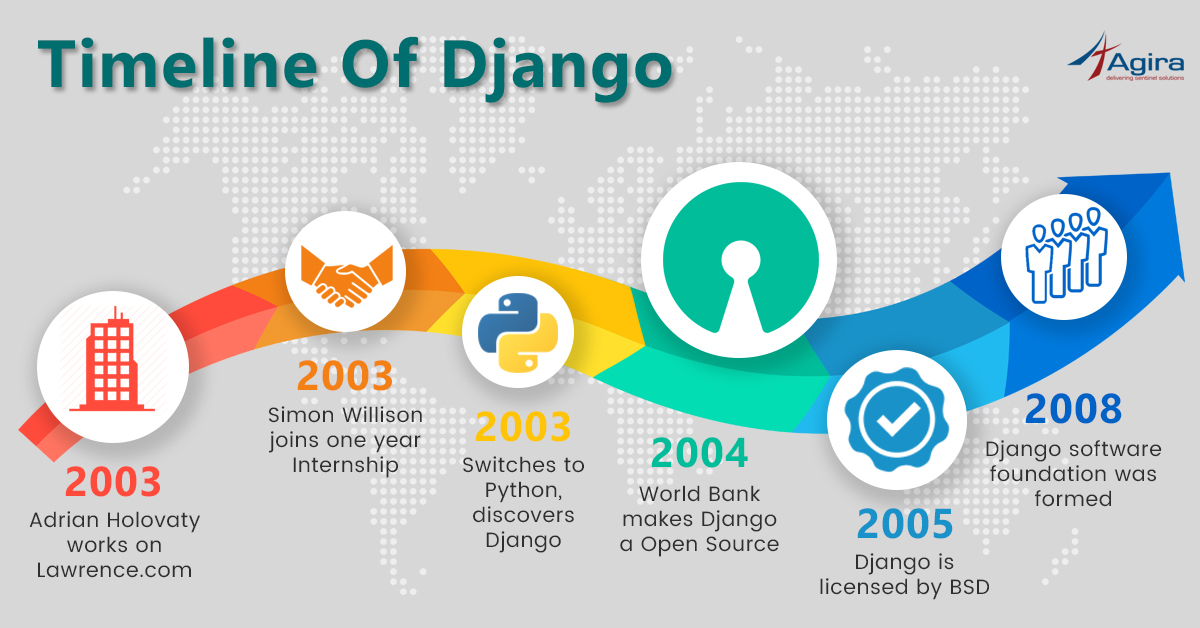 Timeline Of Django
Agira
delivering sentinel solutions
2003
Adrian Holovaty
works on
Lawrence.com
2003
Simon Willison
joins one year
Internship
2003
Switches to
Python,
discovers
Django
2004
World Bank
makes Django
a Open Source
2005
Django is
licensed by BSD
2008
Django software
foundation was
formed